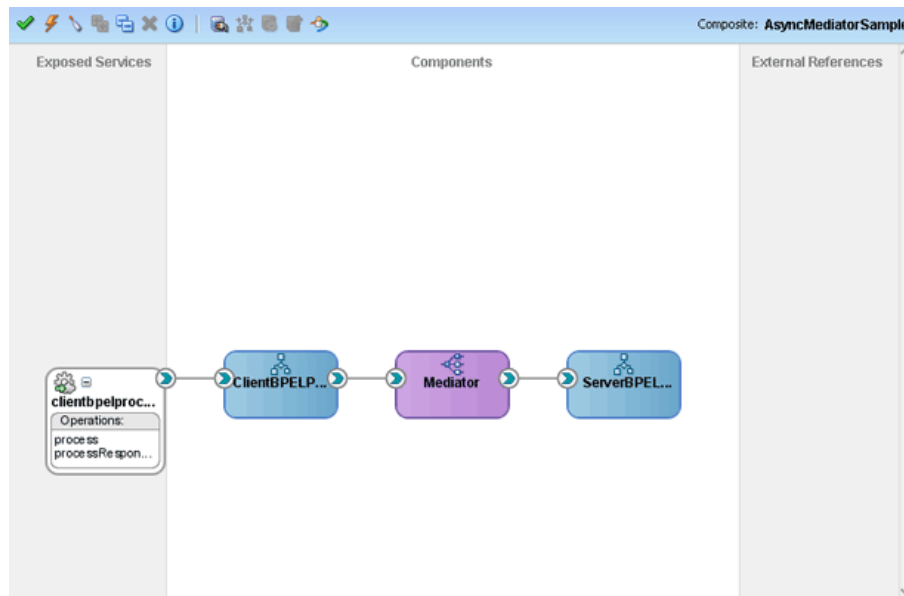 Composite: AsyncMediatorSample
Exposed Services
Components
External References
ClientBPELP...
Mediator
ServerBPEL...
clientbpelproc...
Operations:
process
processRespon...